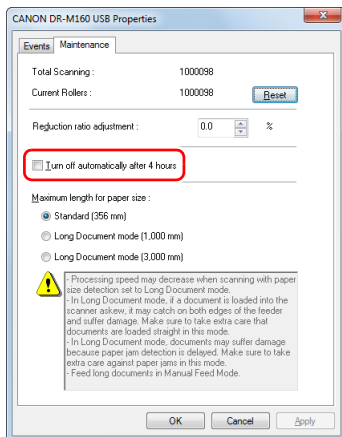 CANON DR-M160 USB Properties
Events Maintenance
Total Scanning : 1000098
Current Rollers : 1000098 Reset
Reduction ratio adjustment : 0.0 %
Turn off automatically after 4 hours
Maximum length for paper size :
Standard (356 mm)
Long Document mode (1,000 mm)
Long Document mode (3,000 mm)
- Processing speed may decrease when scanning with paper
size detection set to Long Document mode.
- In Long Document mode, if a document is loaded into the
scanner askew, it may catch on both edges of the feeder
and suffer damage. Make sure to take extra care that
documents are loaded straight in this mode.
- In Long Document mode, documents may suffer damage
because paper jam detection is delayed. Make sure to take
extra care against paper jams in this mode.
- Feed long documents in Manual Feed Mode.
OK Cancel Apply